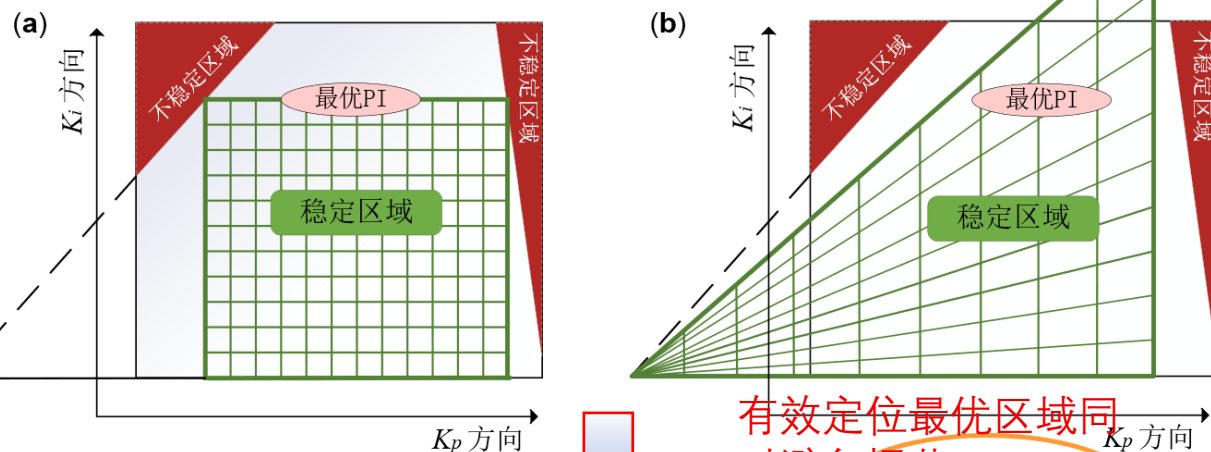 (a)
不稳定区域
不稳定区域
Ki 方向
最优PI
稳定区域
Kp 方向
(b)
不稳定区域
不稳定区域
Ki 方向
最优PI
稳定区域
Kp 方向
有效定位最优区域同